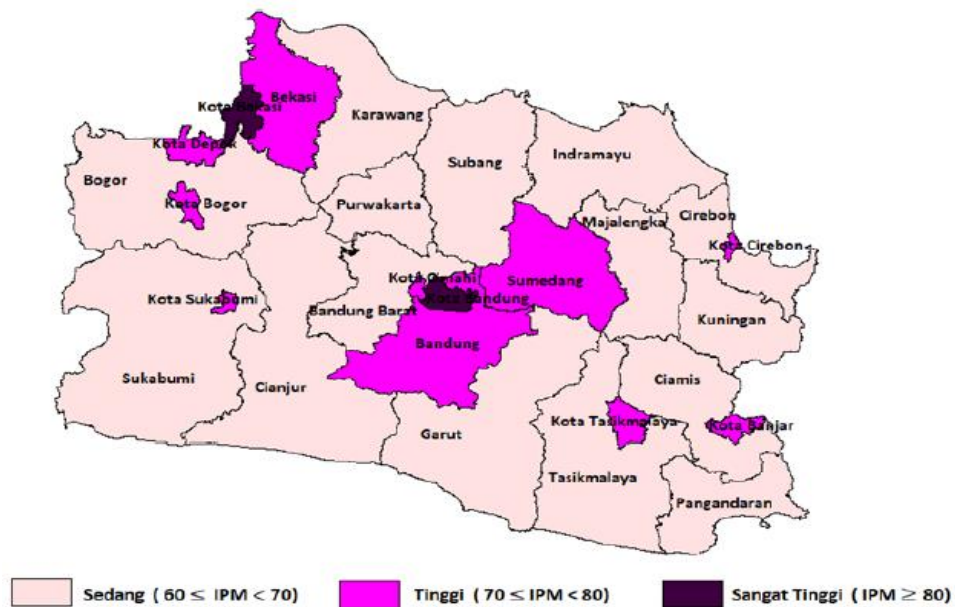 Bekasi
Kota Bekasi
Karawang
Kota Depok
Subang
Indramayu
Bogor
Kota Bogor
Purwakarta
Majalengka
Cirebon
Kota Cirebon
Kota Cimahi
Sumedang
Kota Sukabumi
Kota Bandung
Bandung Barat
Kuningan
Bandung
Sukabumi
Cianjur
Ciamis
Garut
Kota Tasikmalaya
Kota Banjar
Tasikmalaya
Pangandaran
Sedang ( 60 ≤ IPM < 70)
Tinggi ( 70 ≤ IPM < 80)
Sangat Tinggi ( IPM ≥ 80)